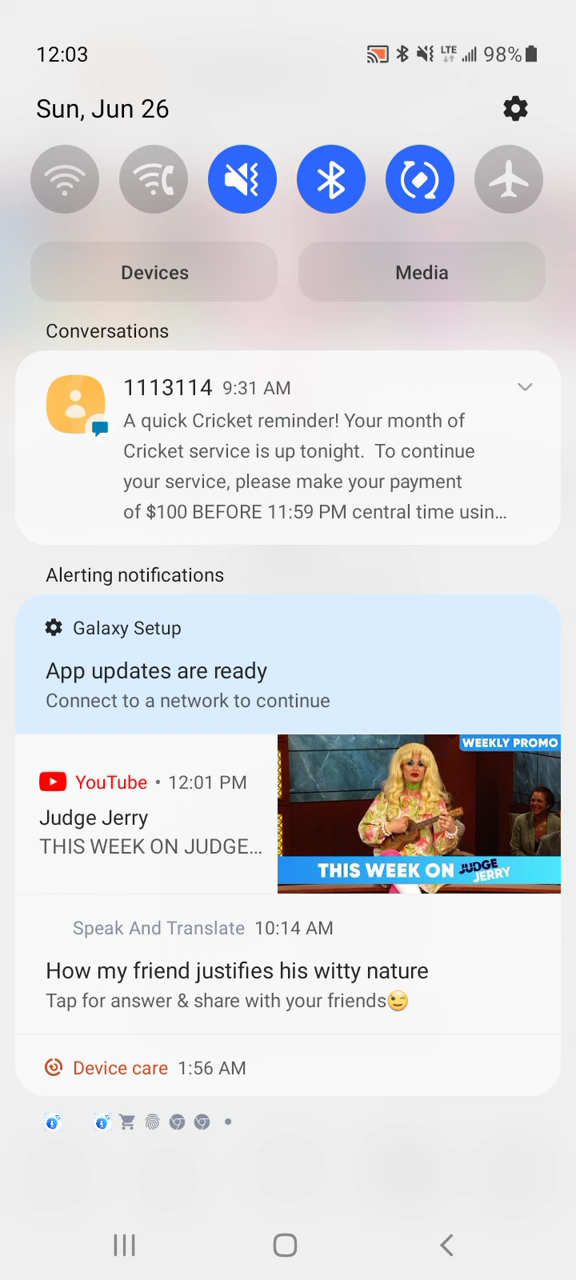 12:03
LTE
98%
Sun, Jun 26
Devices
Media
Conversations
1113114 9:31 AM
A quick Cricket reminder! Your month of
Cricket service is up tonight.  To continue
your service, please make your payment
of $100 BEFORE 11:59 PM central time usin...
Alerting notifications
Galaxy Setup
App updates are ready
Connect to a network to continue
YouTube • 12:01 PM
Judge Jerry
THIS WEEK ON JUDGE...
WEEKLY PROMO
THIS WEEK ON JUDGE JERRY
Speak And Translate 10:14 AM
How my friend justifies his witty nature
Tap for answer & share with your friends😉
Device care 1:56 AM